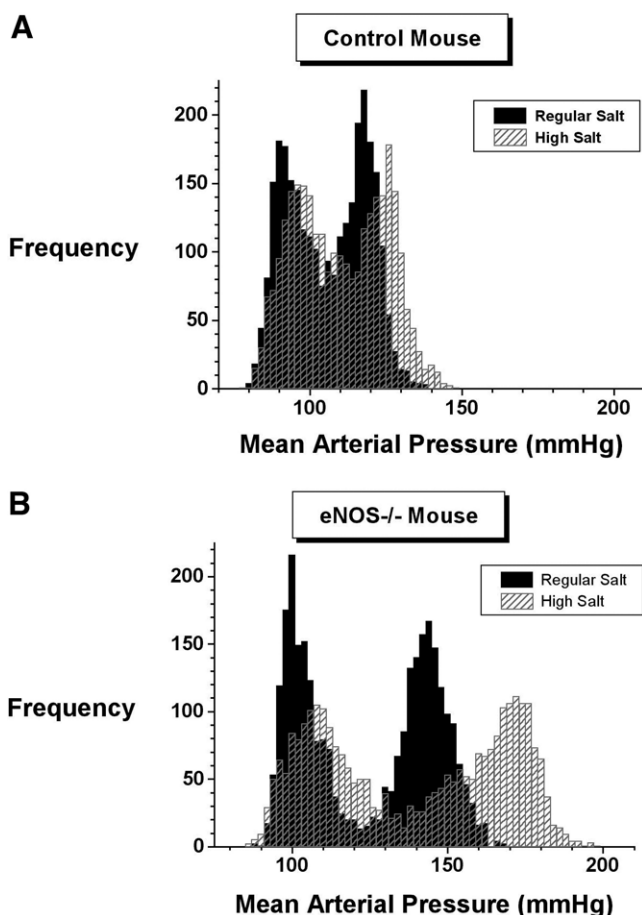 A
Control Mouse
Regular Salt
High Salt
200
150
100
50
0
Frequency
100
150
200
Mean Arterial Pressure (mmHg)
B
eNOS-/- Mouse
Regular Salt
High Salt
200
150
100
50
0
Frequency
100
150
200
Mean Arterial Pressure (mmHg)